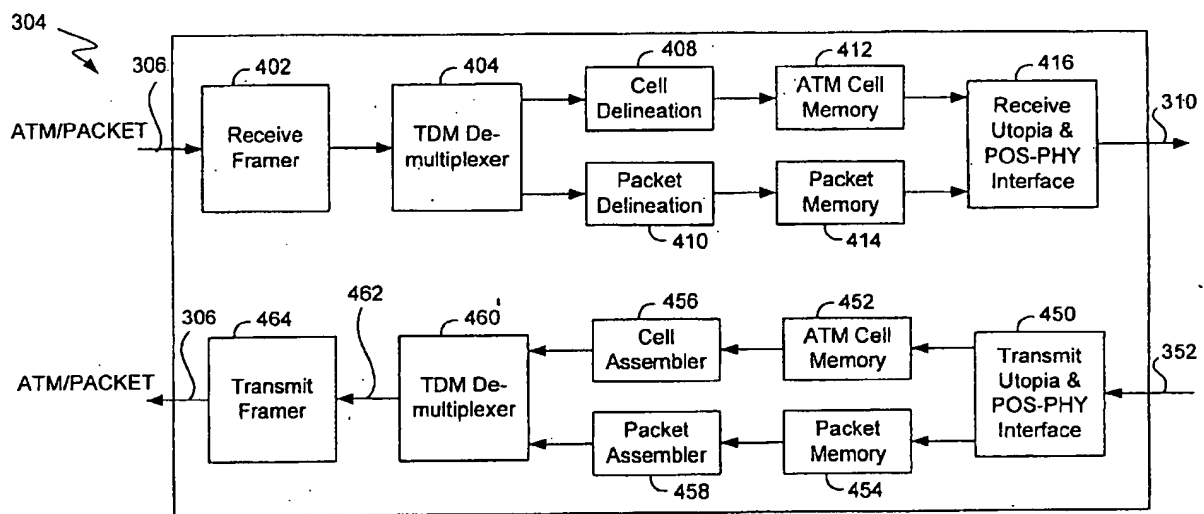 304
306
402
404
408
412
416
310
ATM/PACKET
Receive
Framer
TDM De-
multiplexer
Cell
Delineation
ATM Cell
Memory
Receive
Utopia &
POS-PHY
Interface
Packet
Delineation
Packet
Memory
410
414
306
464
462
460
456
452
450
352
ATM/PACKET
Transmit
Framer
TDM De-
multiplexer
Cell
Assembler
ATM Cell
Memory
Transmit
Utopia &
POS-PHY
Interface
Packet
Assembler
Packet
Memory
458
454